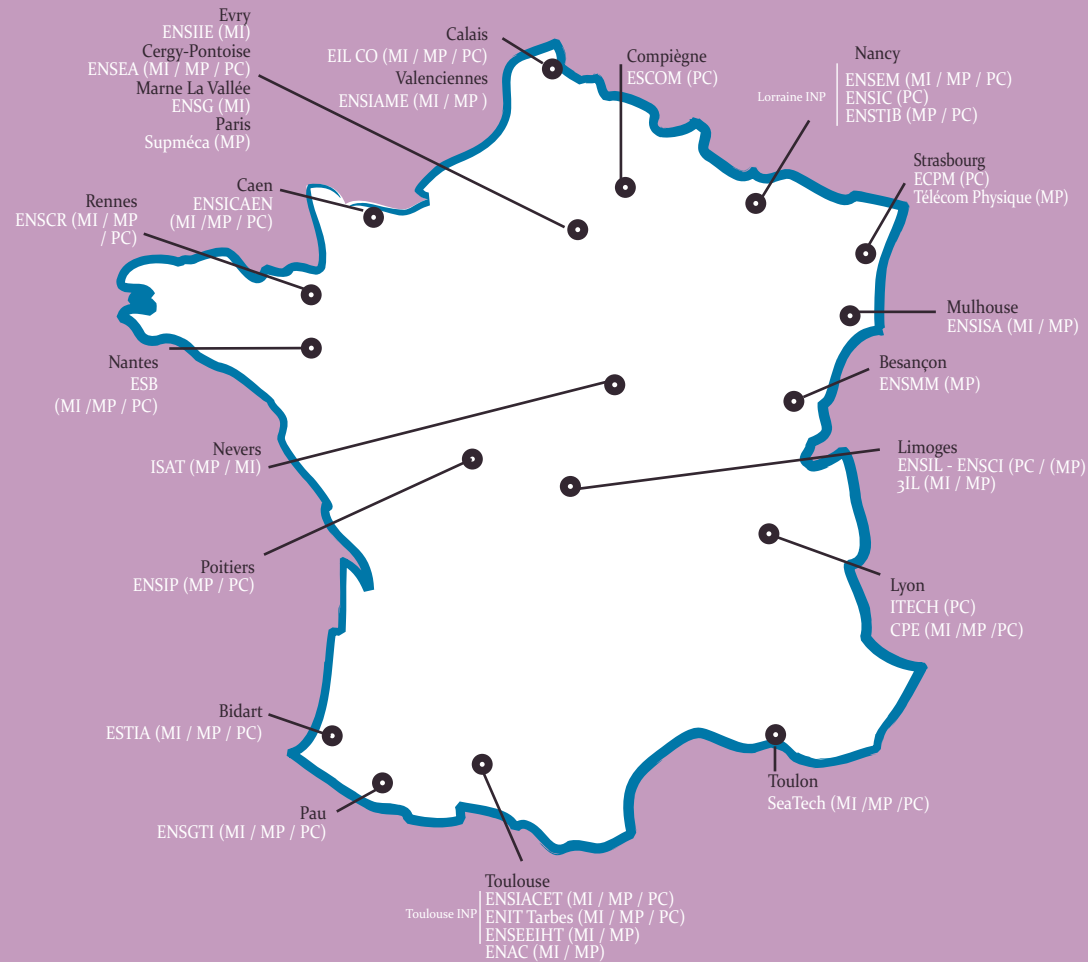 Evry
ENSIIE (MI)
Cergy-Pontoise
ENSEA (MI / MP / PC)
Marne La Vallée
ENSG (MI)
Paris
Supméca (MP)
Calais
EIL CO (MI / MP / PC)
Valenciennes
ENSIAME (MI / MP )
Compiègne
ESCOM (PC)
Nancy
Lorraine INP
ENSEM (MI / MP / PC)
ENSIC (PC)
ENSTIB (MP / PC)
Strasbourg
ECPM (PC)
Télécom Physique (MP)
Caen
ENSICAEN
(MI /MP / PC)
Rennes
ENSCR (MI / MP
/ PC)
Mulhouse
ENSISA (MI / MP)
Nantes
ESB
(MI /MP / PC)
Besançon
ENSMM (MP)
Nevers
ISAT (MP / MI)
Limoges
ENSIL - ENSCI (PC / (MP)
3IL (MI / MP)
Poitiers
ENSIP (MP / PC)
Lyon
ITECH (PC)
CPE (MI /MP /PC)
Bidart
ESTIA (MI / MP / PC)
Pau
ENSGTI (MI / MP / PC)
Toulon
SeaTech (MI /MP /PC)
Toulouse
Toulouse INP
ENSIACET (MI / MP / PC)
ENIT Tarbes (MI / MP / PC)
ENSEEIHT (MI / MP)
ENAC (MI / MP)